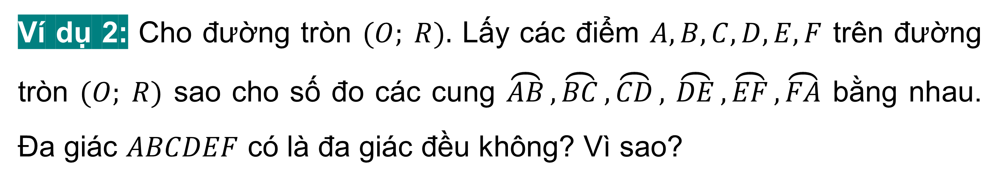 Ví dụ 2: Cho đường tròn (O; R). Lấy các điểm A, B, C, D, E, F trên đường
tròn (O; R) sao cho số đo các cung \overset{\frown}{AB}, \overset{\frown}{BC}, \overset{\frown}{CD}, \overset{\frown}{DE}, \overset{\frown}{EF}, \overset{\frown}{FA} bằng nhau.
Đa giác ABCDEF có là đa giác đều không? Vì sao?